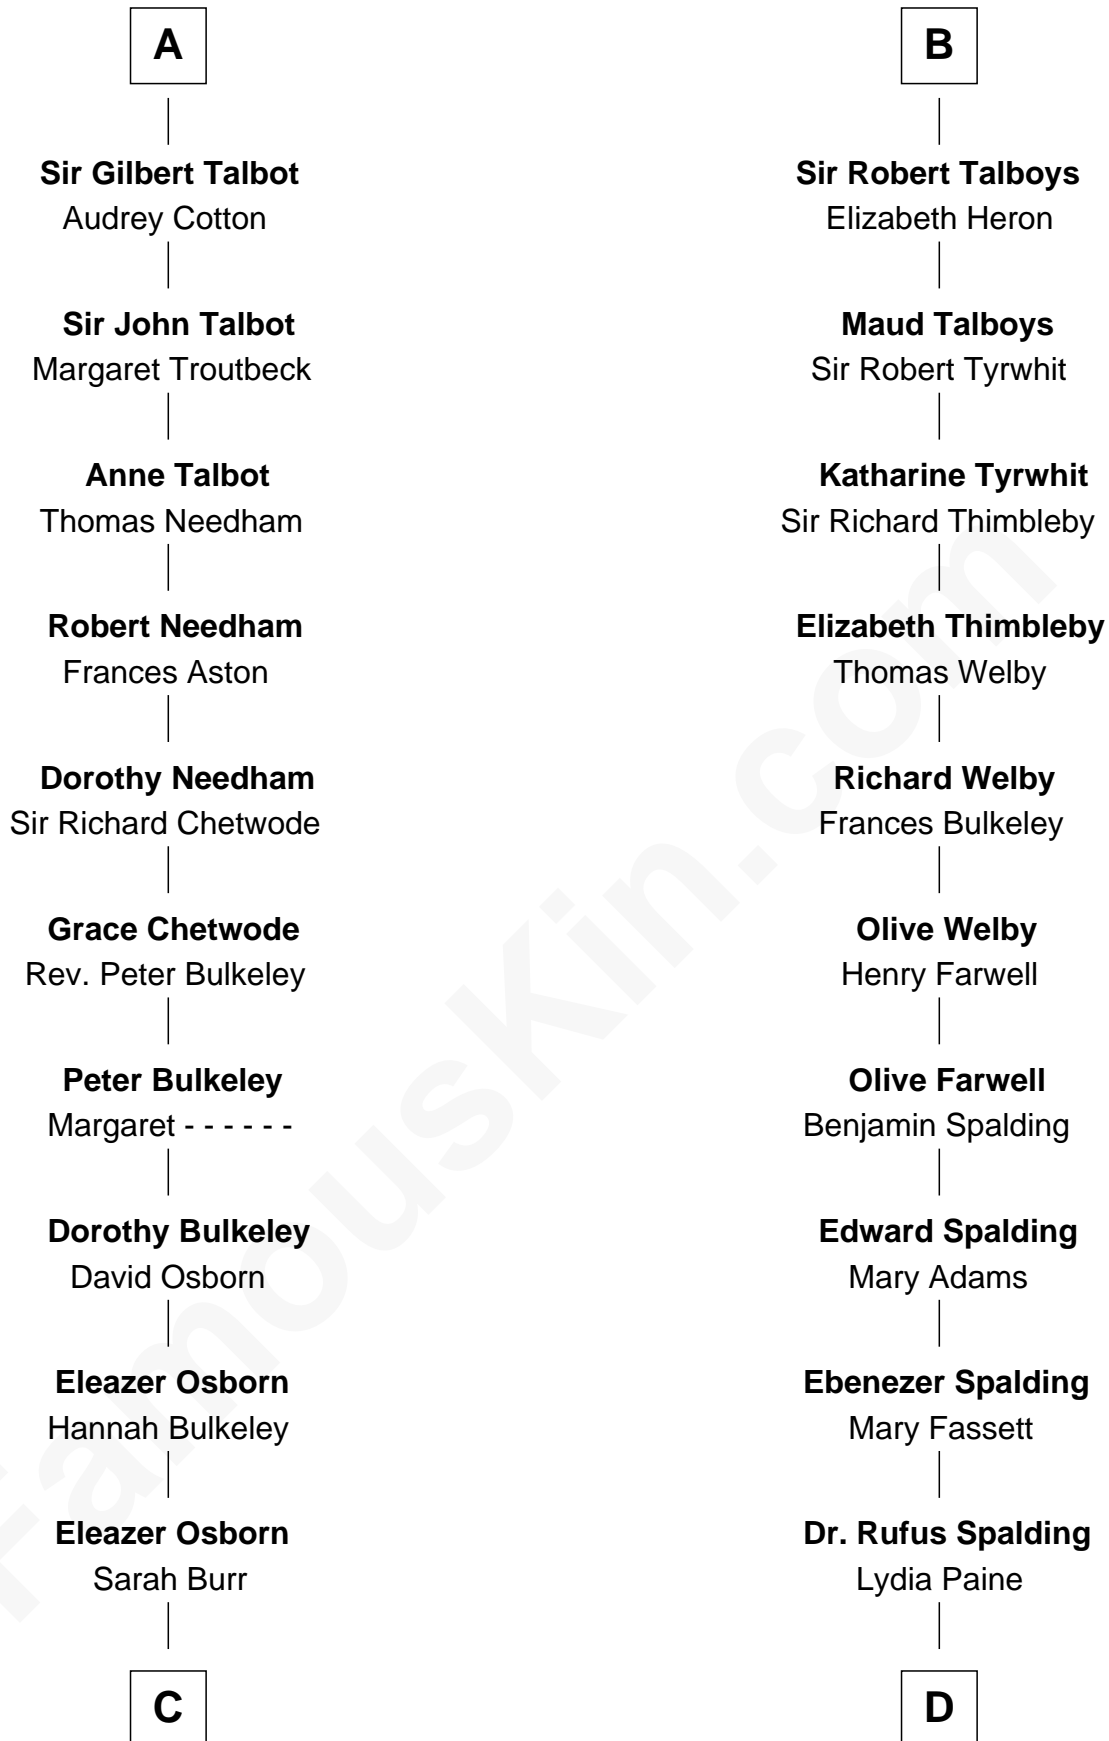 A
Sir Gilbert Talbot
Audrey Cotton
Sir John Talbot
Margaret Troutbeck
Anne Talbot
Thomas Needham
Robert Needham
Frances Aston
Dorothy Needham
Sir Richard Chetwode
Grace Chetwode
Rev. Peter Bulkeley
Peter Bulkeley
Margaret - - - - - -
Dorothy Bulkeley
David Osborn
Eleazer Osborn
Hannah Bulkeley
Eleazer Osborn
Sarah Burr
C
B
Sir Robert Talboys
Elizabeth Heron
Maud Talboys
Sir Robert Tyrwhit
Katharine Tyrwhit
Sir Richard Thimbleby
Elizabeth Thimbleby
Thomas Welby
Richard Welby
Frances Bulkeley
Olive Welby
Henry Farwell
Olive Farwell
Benjamin Spalding
Edward Spalding
Mary Adams
Ebenezer Spalding
Mary Fassett
Dr. Rufus Spalding
Lydia Paine
D
FamousKin.com